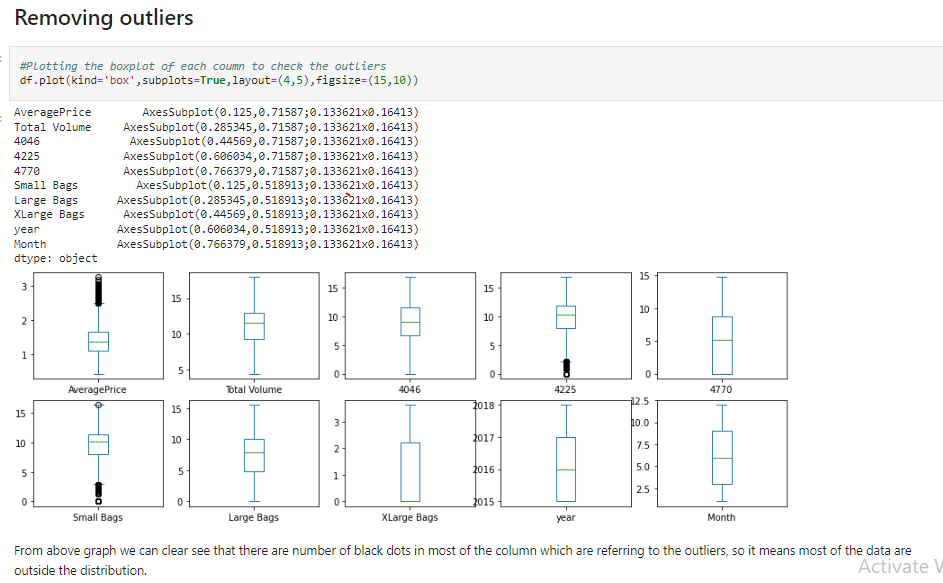 Removing outliers
#Plotting the boxplot of each coumn to check the outliers
df.plot(kind='box',subplots=True,layout=(4,5),figsize=(15,10))
AveragePrice AxesSubplot(0.125,0.71587;0.133621x0.16413)
Total Volume AxesSubplot(0.285345,0.71587;0.133621x0.16413)
4046 AxesSubplot(0.44569,0.71587;0.133621x0.16413)
4225 AxesSubplot(0.606034,0.71587;0.133621x0.16413)
4770 AxesSubplot(0.766379,0.71587;0.133621x0.16413)
Small Bags AxesSubplot(0.125,0.518913;0.133621x0.16413)
Large Bags AxesSubplot(0.285345,0.518913;0.133621x0.16413)
XLarge Bags AxesSubplot(0.44569,0.518913;0.133621x0.16413)
year AxesSubplot(0.606034,0.518913;0.133621x0.16413)
Month AxesSubplot(0.766379,0.518913;0.133621x0.16413)
dtype: object
3
2
1
AveragePrice
15
10
5
Total Volume
15
10
5
0
4046
15
10
5
0
4225
15
10
5
0
4770
15
10
5
0
Small Bags
15
10
5
0
Large Bags
3
2
1
0
XLarge Bags
2018
2017
2016
2015
year
12.5
10.0
7.5
5.0
2.5
Month
From above graph we can clear see that there are number of black dots in most of the column which are referring to the outliers, so it means most of the data are
outside the distribution.
Activate